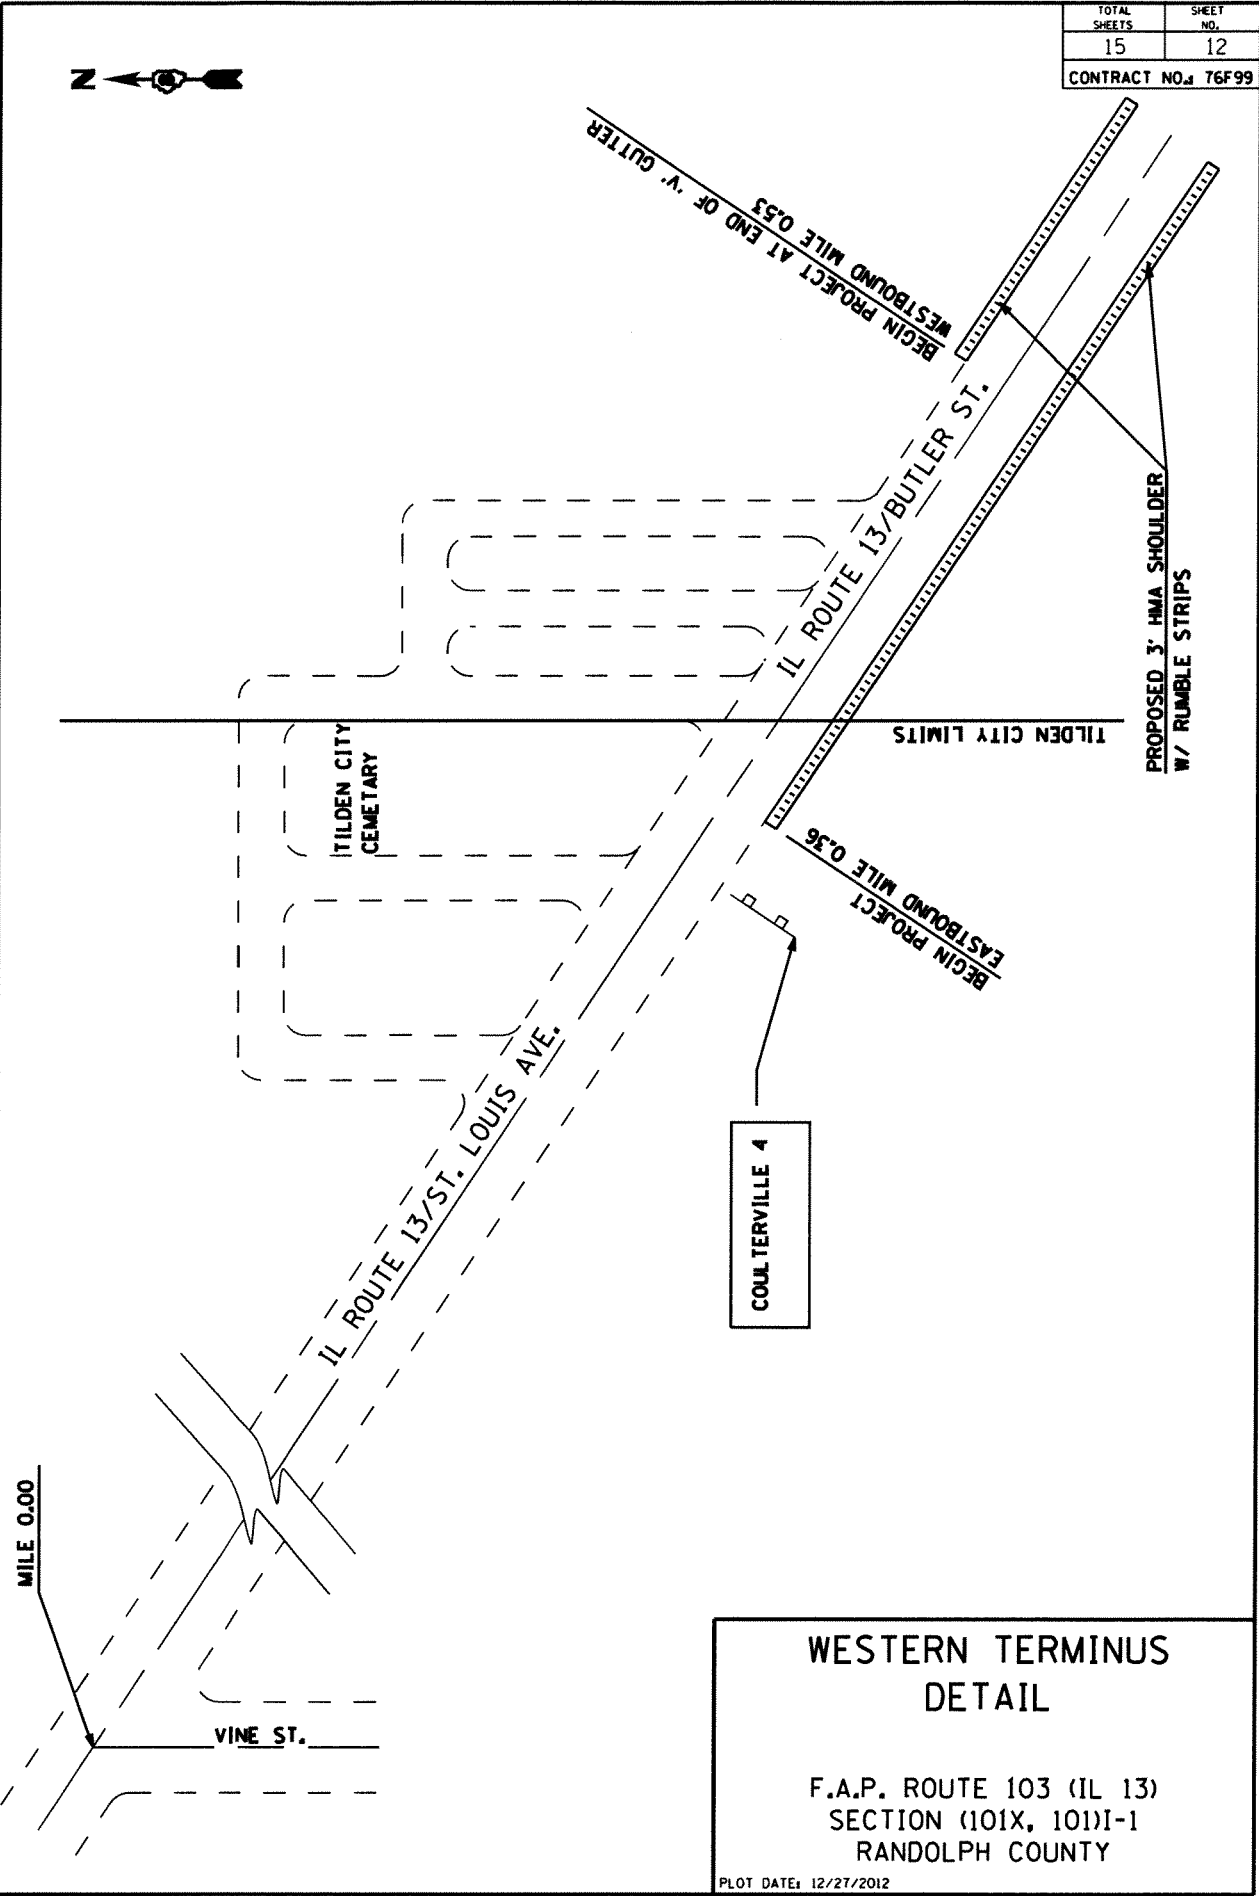 TOTAL SHEETS
SHEET NO.
15
12
CONTRACT NO.: 76F99
N
BEGIN PROJECT AT END OF 'V' GUTTER
WESTBOUND MILE 0.53
IL ROUTE 13/BUTLER ST.
PROPOSED 3' HMA SHOULDER
W/ RUMBLE STRIPS
TILDEN CITY LIMITS
TILDEN CITY
CEMETARY
BEGIN PROJECT
EASTBOUND MILE 0.36
IL ROUTE 13/ST. LOUIS AVE.
COULTERVILLE 4
MILE 0.00
VINE ST.
WESTERN TERMINUS
DETAIL
F.A.P. ROUTE 103 (IL 13)
SECTION (101X, 101)I-1
RANDOLPH COUNTY
PLOT DATE: 12/27/2012